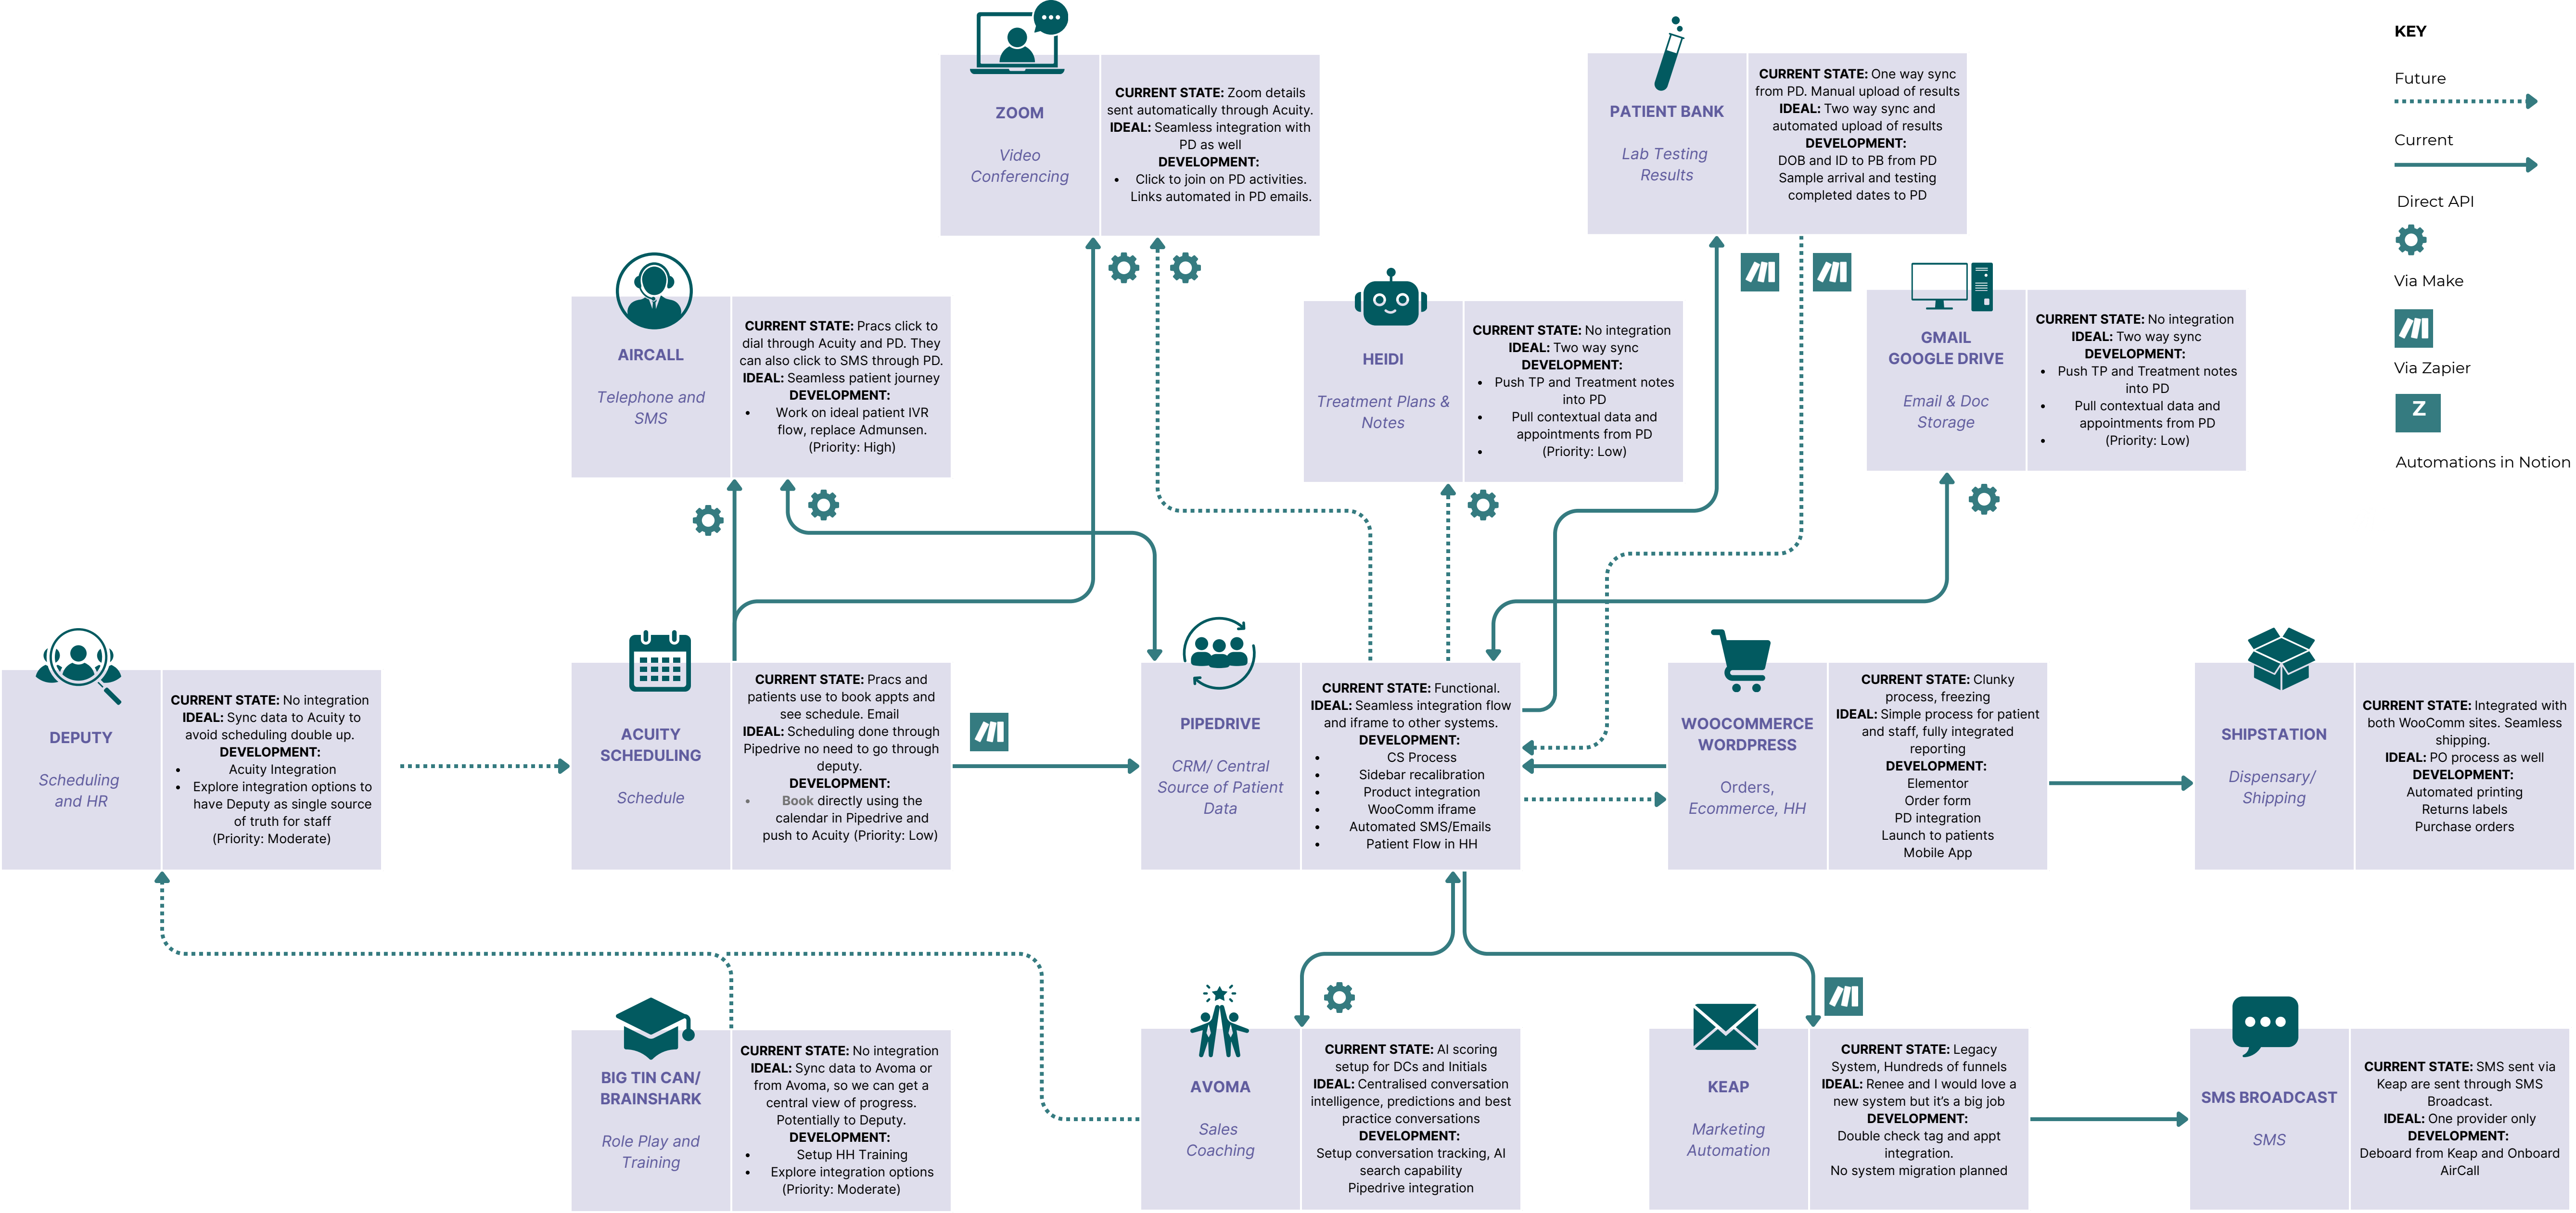 ZOOM
Video
Conferencing
CURRENT STATE: Zoom details
sent automatically through Acuity.
IDEAL: Seamless integration with
PD as well
DEVELOPMENT:
• Click to join on PD activities.
Links automated in PD emails.
PATIENT BANK
Lab Testing
Results
CURRENT STATE: One way sync
from PD. Manual upload of results
IDEAL: Two way sync and
automated upload of results
DEVELOPMENT:
DOB and ID to PB from PD
Sample arrival and testing
completed dates to PD
KEY
Future
Current
Direct API
Via Make
Via Zapier
Z
Automations in Notion
AIRCALL
Telephone and
SMS
CURRENT STATE: Pracs click to
dial through Acuity and PD. They
can also click to SMS through PD.
IDEAL: Seamless patient journey
DEVELOPMENT:
• Work on ideal patient IVR
flow, replace Admunsen.
(Priority: High)
HEIDI
Treatment Plans &
Notes
CURRENT STATE: No integration
IDEAL: Two way sync
DEVELOPMENT:
• Push TP and Treatment notes
into PD
• Pull contextual data and
appointments from PD
• (Priority: Low)
GMAIL
GOOGLE DRIVE
Email & Doc
Storage
CURRENT STATE: No integration
IDEAL: Two way sync
DEVELOPMENT:
• Push TP and Treatment notes
into PD
• Pull contextual data and
appointments from PD
• (Priority: Low)
DEPUTY
Scheduling
and HR
CURRENT STATE: No integration
IDEAL: Sync data to Acuity to
avoid scheduling double up.
DEVELOPMENT:
• Acuity Integration
• Explore integration options to
have Deputy as single source
of truth for staff
(Priority: Moderate)
ACUITY
SCHEDULING
Schedule
CURRENT STATE: Pracs and
patients use to book appts and
see schedule. Email
IDEAL: Scheduling done through
Pipedrive no need to go through
deputy.
DEVELOPMENT:
• Book directly using the
calendar in Pipedrive and
push to Acuity (Priority: Low)
PIPEDRIVE
CRM/ Central
Source of Patient
Data
CURRENT STATE: Functional.
IDEAL: Seamless integration flow
and iframe to other systems.
DEVELOPMENT:
• CS Process
• Sidebar recalibration
• Product integration
• WooComm iframe
• Automated SMS/Emails
• Patient Flow in HH
WOOCOMMERCE
WORDPRESS
Orders,
Ecommerce, HH
CURRENT STATE: Clunky
process, freezing
IDEAL: Simple process for patient
and staff, fully integrated
reporting
DEVELOPMENT:
Elementor
Order form
PD integration
Launch to patients
Mobile App
SHIPSTATION
Dispensary/
Shipping
CURRENT STATE: Integrated with
both WooComm sites. Seamless
shipping.
IDEAL: PO process as well
DEVELOPMENT:
Automated printing
Returns labels
Purchase orders
BIG TIN CAN/
BRAINSHARK
Role Play and
Training
CURRENT STATE: No integration
IDEAL: Sync data to Avoma or
from Avoma, so we can get a
central view of progress.
Potentially to Deputy.
DEVELOPMENT:
• Setup HH Training
• Explore integration options
(Priority: Moderate)
AVOMA
Sales
Coaching
CURRENT STATE: AI scoring
setup for DCs and Initials
IDEAL: Centralised conversation
intelligence, predictions and best
practice conversations
DEVELOPMENT:
Setup conversation tracking, AI
search capability
Pipedrive integration
KEAP
Marketing
Automation
CURRENT STATE: Legacy
System, Hundreds of funnels
IDEAL: Renee and I would love a
new system but it's a big job
DEVELOPMENT:
Double check tag and appt
integration.
No system migration planned
SMS BROADCAST
SMS
CURRENT STATE: SMS sent via
Keap are sent through SMS
Broadcast.
IDEAL: One provider only
DEVELOPMENT:
Deboard from Keap and Onboard
AirCall